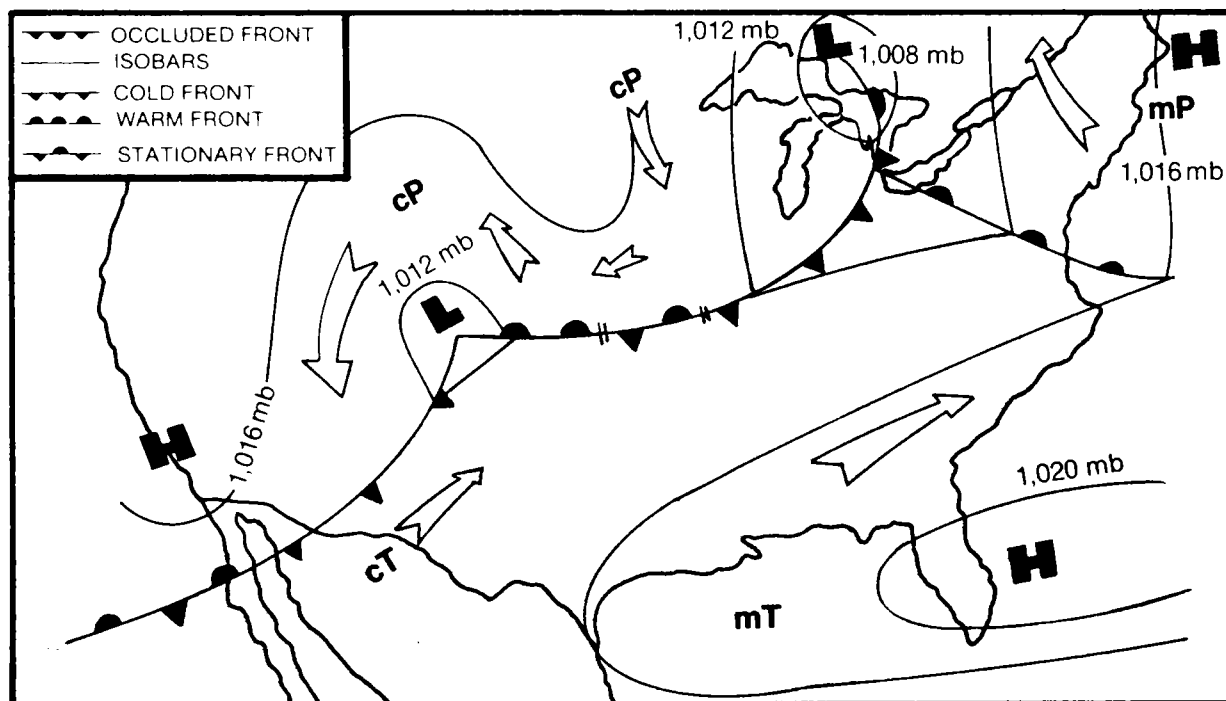 OCCLUDED FRONT
ISOBARS
COLD FRONT
WARM FRONT
STATIONARY FRONT
1,012 mb
L
1,008 mb
H
cP
mP
1,016 mb
cP
1,012 mb
L
H
1,016 mb
1,020 mb
cT
H
mT